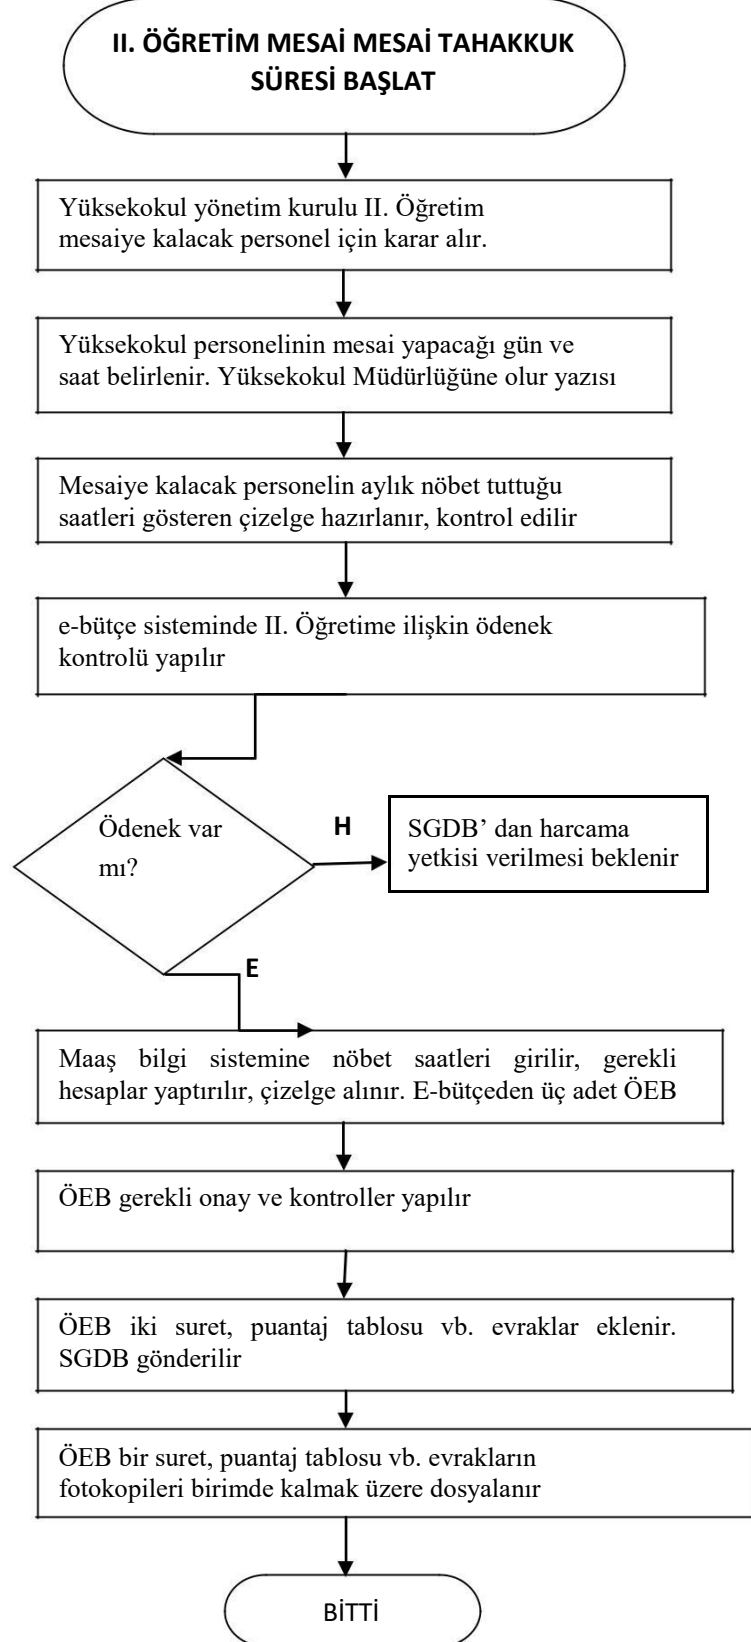 II. ÖĞRETİM MESAİ MESAİ TAHAKKUK
SÜRESİ BAŞLAT
Yüksekokul yönetim kurulu II. Öğretim
mesaiye kalacak personel için karar alır.
Yüksekokul personelinin mesai yapacağı gün ve
saat belirlenir. Yüksekokul Müdürlüğüne olur yazısı
Mesaiye kalacak personelin aylık nöbet tuttuğu
saatleri gösteren çizelge hazırlanır, kontrol edilir
e-bütçe sisteminde II. Öğretime ilişkin ödenek
kontrolü yapılır
Ödenek var
mı?
H
SGDB’ dan harcama
yetkisi verilmesi beklenir
E
Maaş bilgi sistemine nöbet saatleri girilir, gerekli
hesaplar yaptırılır, çizelge alınır. E-bütçeden üç adet ÖEB
ÖEB gerekli onay ve kontroller yapılır
ÖEB iki suret, puantaj tablosu vb. evraklar eklenir.
SGDB gönderilir
ÖEB bir suret, puantaj tablosu vb. evrakların
fotokopileri birimde kalmak üzere dosyalanır
BİTTİ